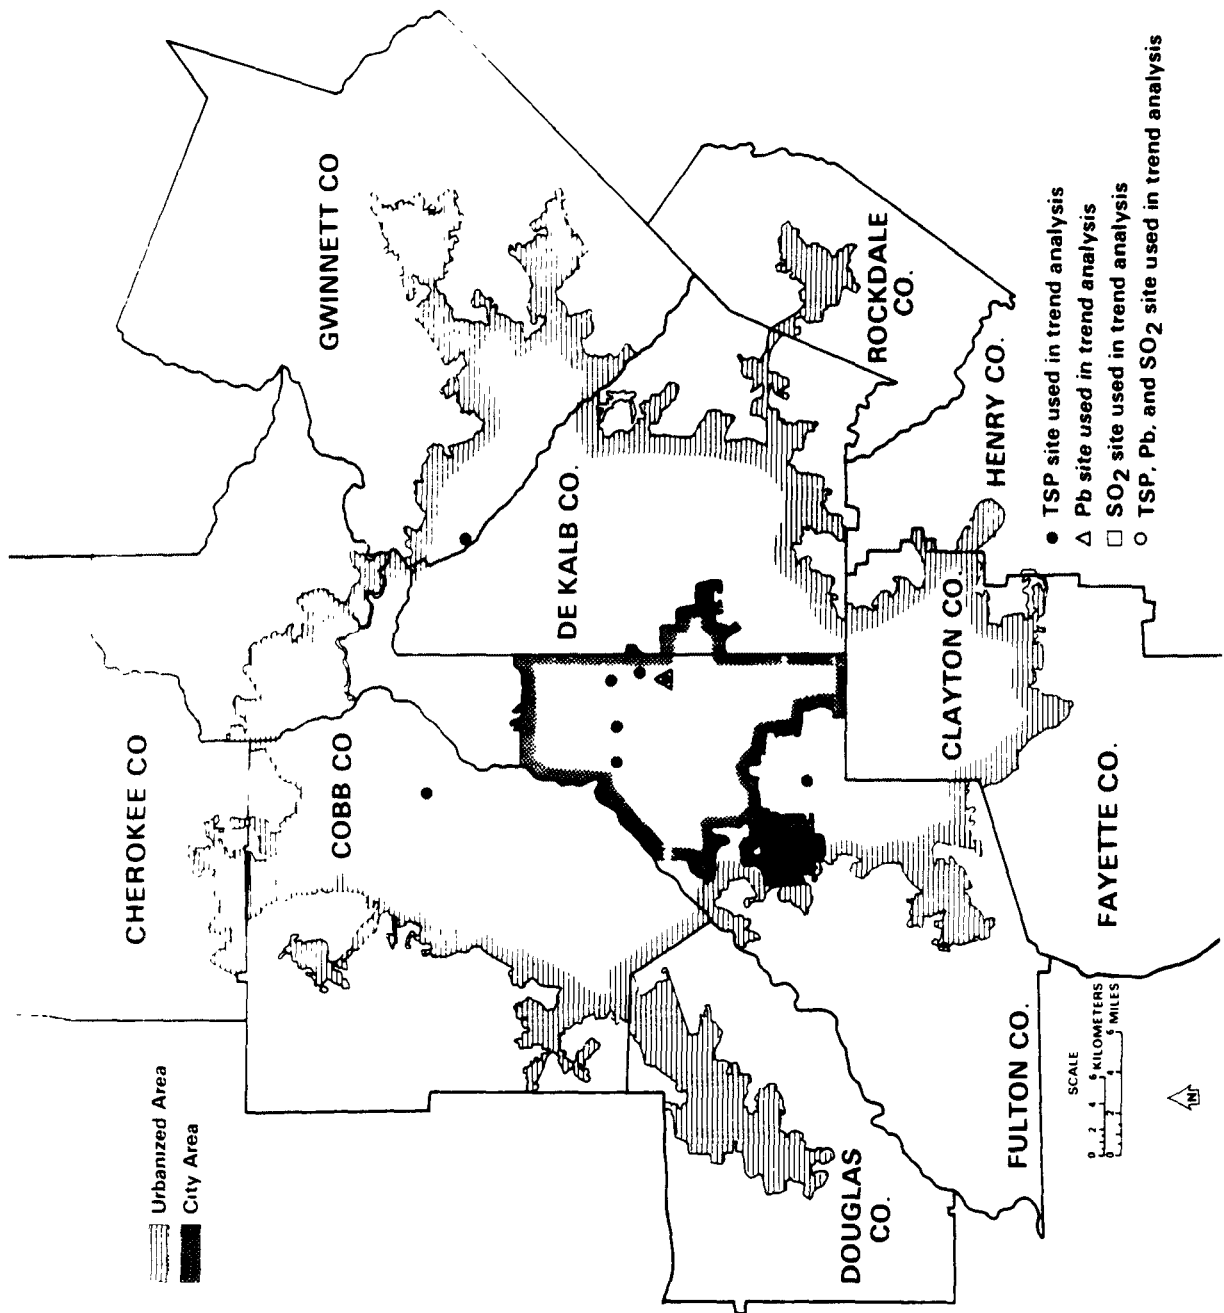 Urbanized Area
City Area
CHEROKEE CO
COBB CO
GWINNETT CO
DE KALB CO.
DOUGLAS
CO.
ROCKDALE
CO.
CLAYTON CO.
HENRY CO.
FULTON CO.
FAYETTE CO.
SCALE
0 2 4 6 KILOMETERS
0 2 4 6 MILES
N
● TSP site used in trend analysis
△ Pb site used in trend analysis
□ SO2 site used in trend analysis
○ TSP, Pb, and SO2 site used in trend analysis